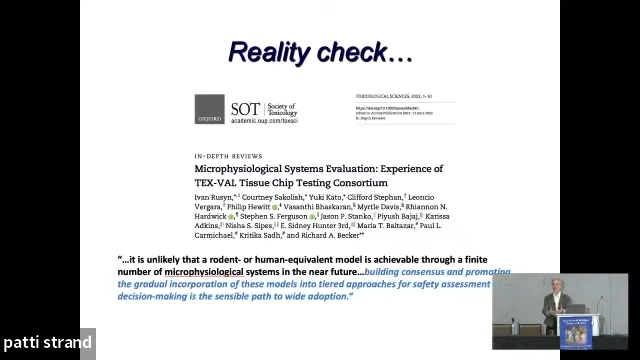 Reality check...
OXFORD
SOT Society of Toxicology
academic.oup.com/toxsci
TOXICOLOGICAL SCIENCES, 2022, 1–10
In-Depth Reviews
IN-DEPTH REVIEWS
Microphysiological Systems Evaluation: Experience of
TEX-VAL Tissue Chip Testing Consortium
Ivan Rusyn, Courtney Sakolish, Yuki Kato, Clifford Stephan, Leoncio
Vergara, Philip Hewitt, Vasanthi Bhaskaran, Myrtle Davis, Rhiannon N.
Hardwick, Stephen S. Ferguson, Jason P. Stanko, Piyush Bajaj, Karissa
Adkins, Nisha S. Sipes, E. Sidney Hunter 3rd, Maria T. Baltazar, Paul L.
Carmichael, Kritika Sadh, and Richard A. Becker
"...it is unlikely that a rodent- or human-equivalent model is achievable through a finite
number of microphysiological systems in the near future...building consensus and promoting
the gradual incorporation of these models into tiered approaches for safety assessment
decision-making is the sensible path to wide adoption."
patti strand